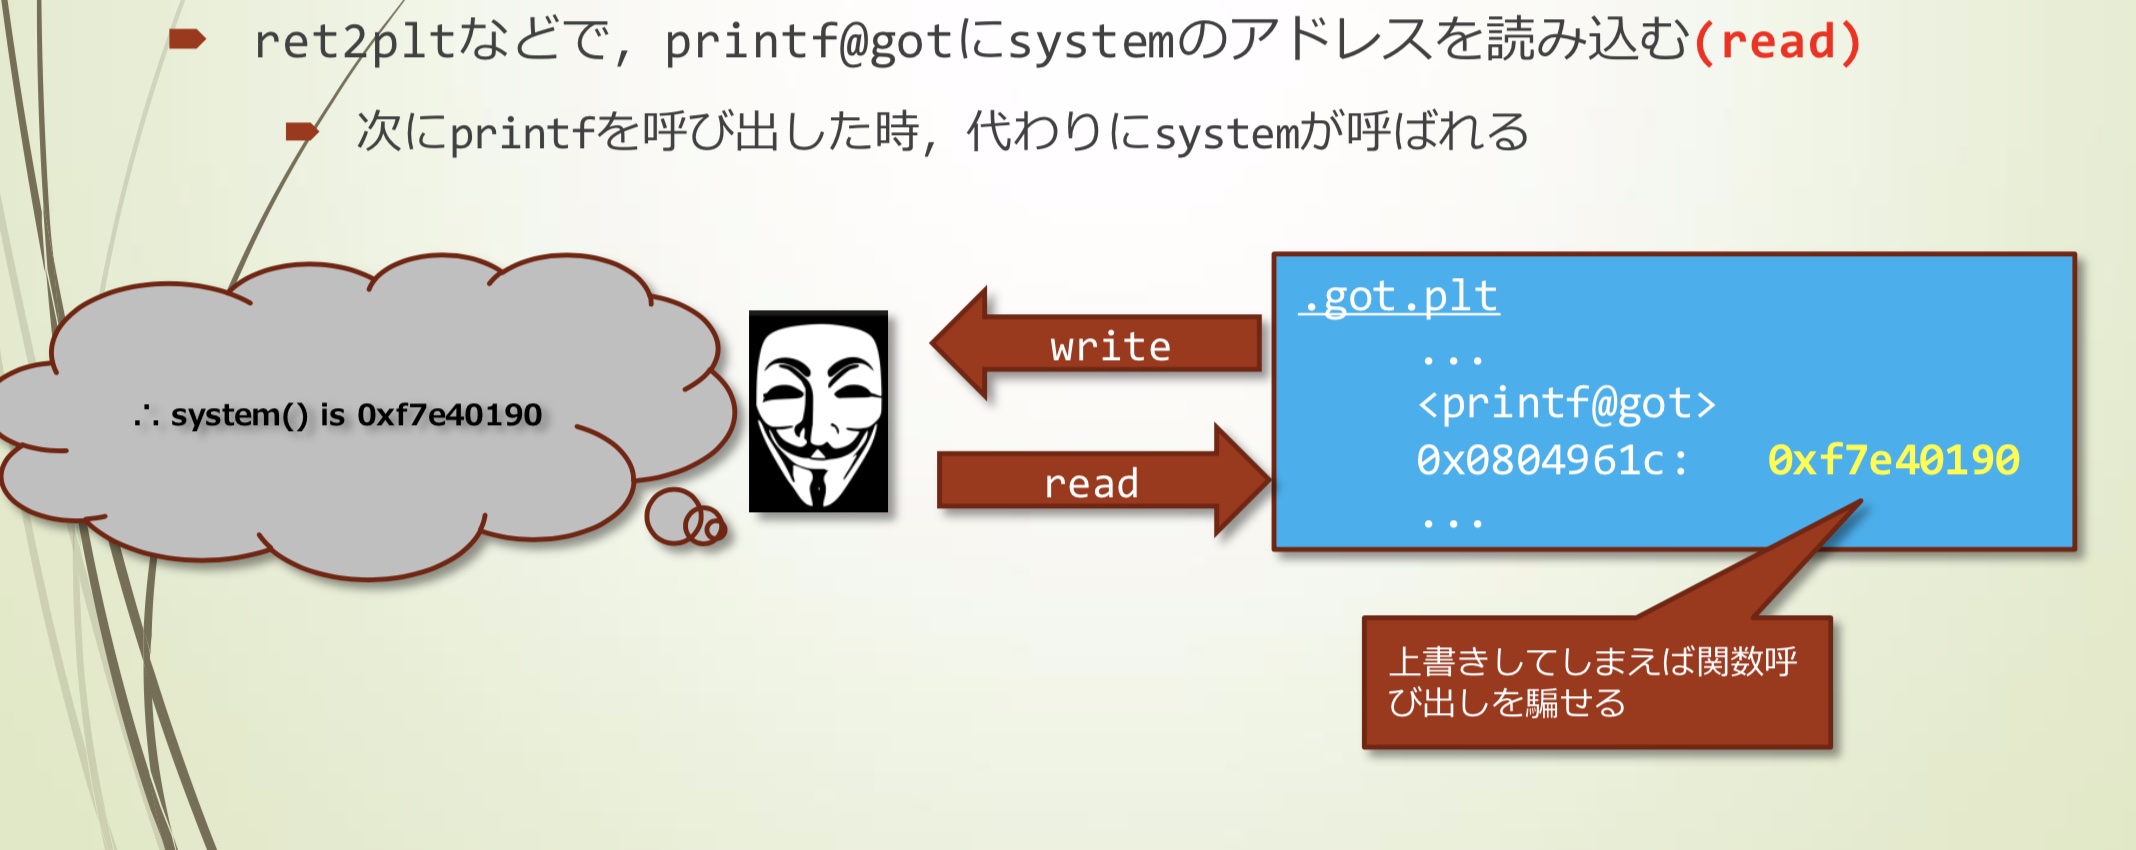 ret2pltなどで，printf@gotにsystemのアドレスを読み込む(read)
次にprintfを呼び出した時，代わりにsystemが呼ばれる
∴ system() is 0xf7e40190
write
read
.got.plt
...
<printf@got>
0x0804961c: 0xf7e40190
...
上書きしてしまえば関数呼
び出しを騙せる